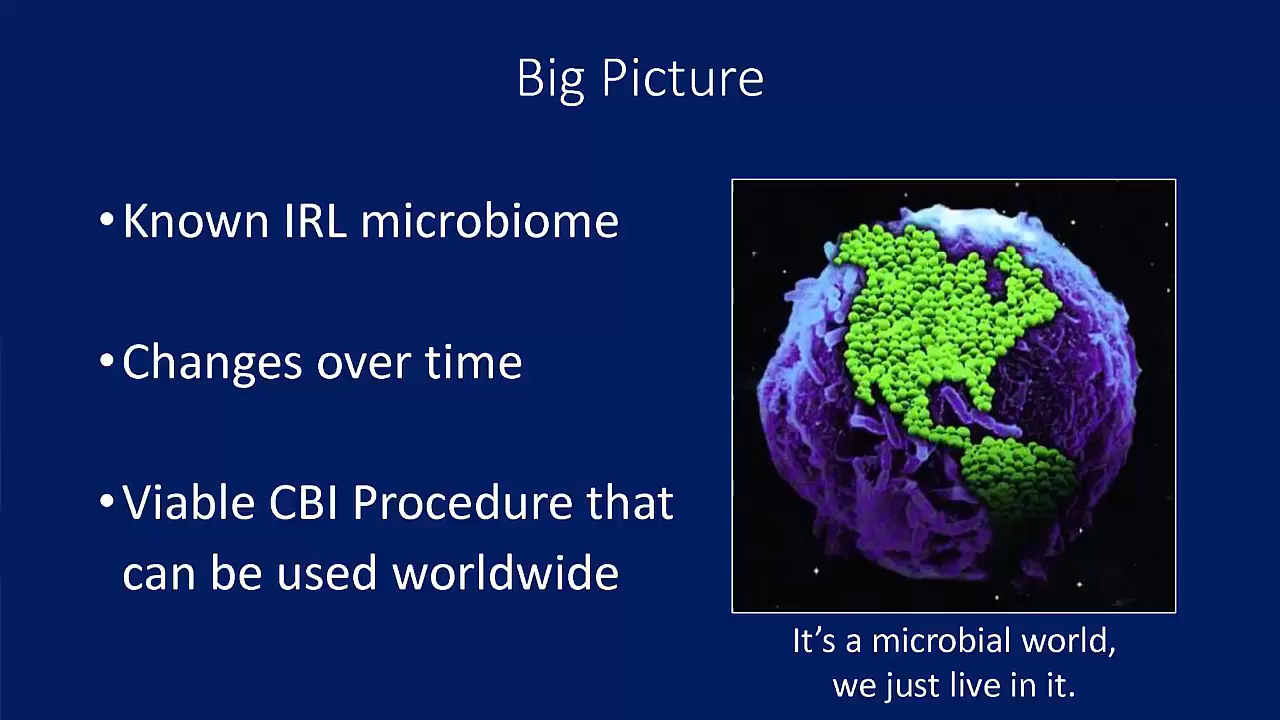 Big Picture
•Known IRL microbiome
•Changes over time
•Viable CBI Procedure that
can be used worldwide
It’s a microbial world,
we just live in it.